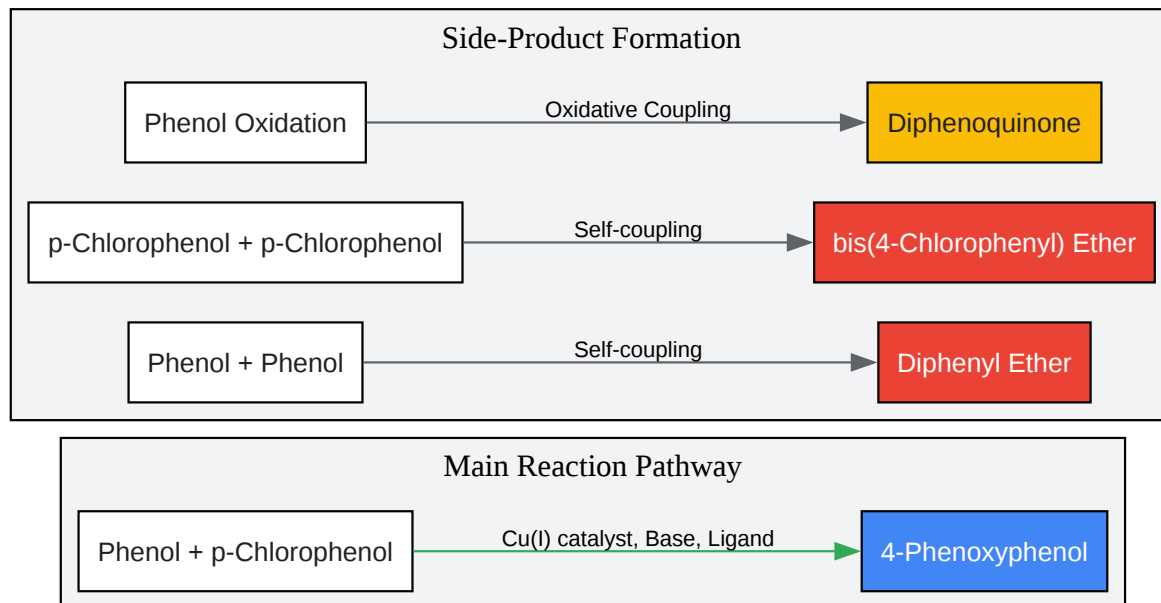 Side-Product Formation
Phenol Oxidation
Oxidative Coupling
Diphenoquinone
p-Chlorophenol + p-Chlorophenol
Self-coupling
bis(4-Chlorophenyl) Ether
Phenol + Phenol
Self-coupling
Diphenyl Ether
Main Reaction Pathway
Phenol + p-Chlorophenol
Cu(I) catalyst, Base, Ligand
4-Phenoxyphenol